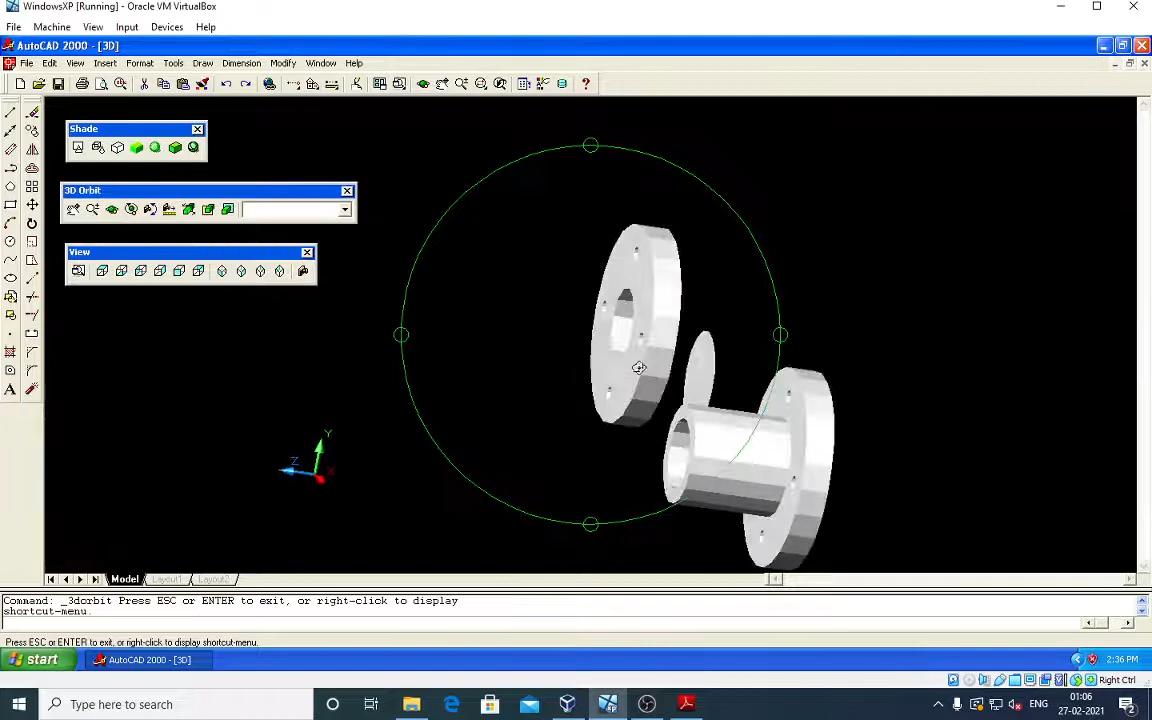 WindowsXP [Running] - Oracle VM VirtualBox
File Machine View Input Devices Help
AutoCAD 2000 - [3D]
File Edit View Insert Format Tools Draw Dimension Modify Window Help
Shade
3D Orbit
View
Y
Z
X
Model Layout1 Layout2
Command: _3dorbit Press ESC or ENTER to exit, or right-click to display
shortcut-menu.
Press ESC or ENTER to exit, or right-click to display shortcut-menu.
start AutoCAD 2000 - [3D] 2:36 PM
Right Ctrl
Type here to search ENG 01:06
27-02-2021 2